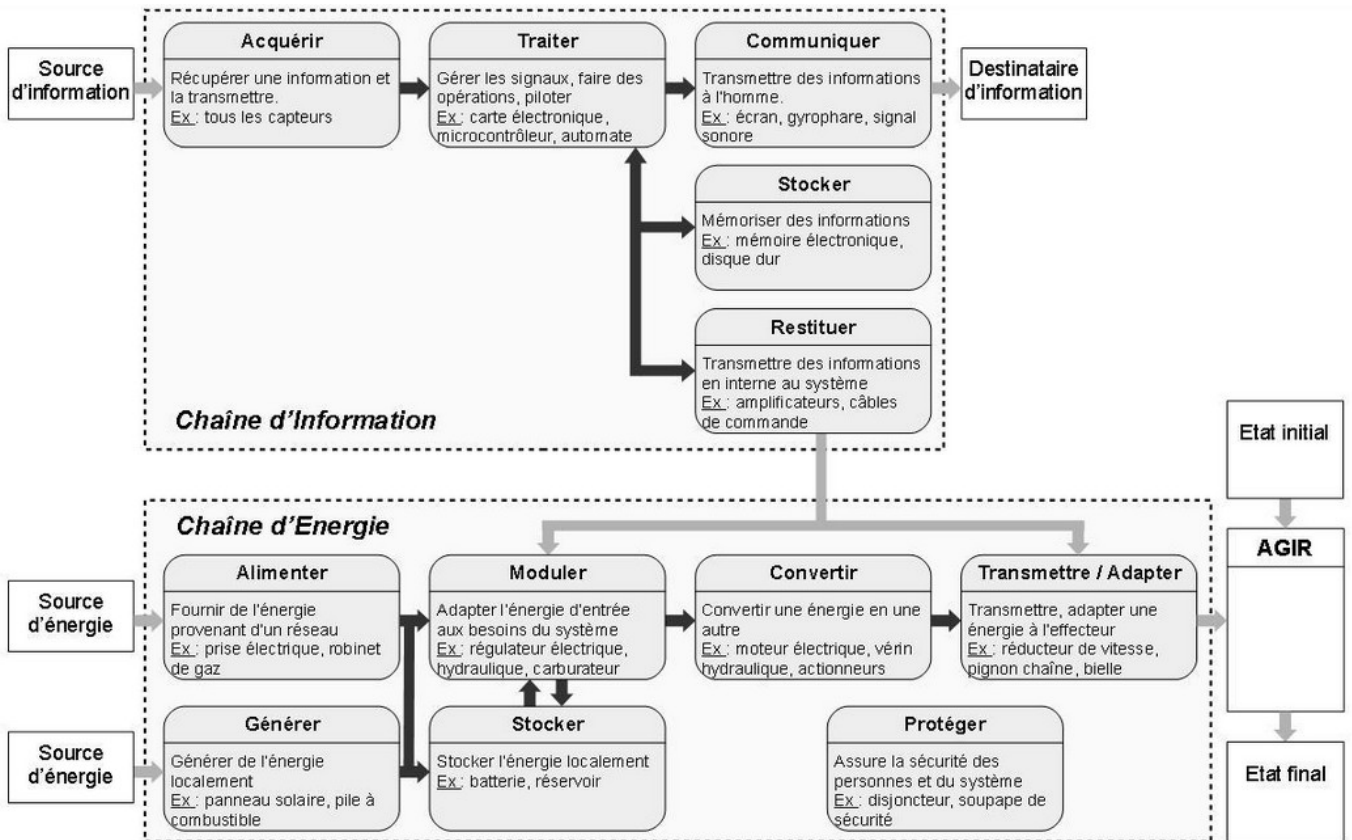 Source
d'information
Acquérir
Récupérer une information et
la transmettre.
Ex : tous les capteurs
Traiter
Gérer les signaux, faire des
opérations, piloter
Ex : carte électronique,
microcontrôleur, automate
Communiquer
Transmettre des informations
à l'homme.
Ex : écran, gyrophare, signal
sonore
Destinataire
d'information
Stocker
Mémoriser des informations
Ex : mémoire électronique,
disque dur
Restituer
Transmettre des informations
en interne au système
Ex : amplificateurs, câbles
de commande
Chaîne d'Information
Etat initial
Chaîne d'Energie
Source
d'énergie
Alimenter
Fournir de l'énergie
provenant d'un réseau
Ex : prise électrique, robinet
de gaz
Moduler
Adapter l'énergie d'entrée
aux besoins du système
Ex : régulateur électrique,
hydraulique, carburateur
Convertir
Convertir une énergie en une
autre
Ex : moteur électrique, vérin
hydraulique, actionneurs
Transmettre / Adapter
Transmettre, adapter une
énergie à l'effecteur
Ex : réducteur de vitesse,
pignon chaîne, bielle
AGIR
Source
d'énergie
Générer
Générer de l'énergie
localement
Ex : panneau solaire, pile à
combustible
Stocker
Stocker l'énergie localement
Ex : batterie, réservoir
Protéger
Assure la sécurité des
personnes et du système
Ex : disjoncteur, soupape de
sécurité
Etat final